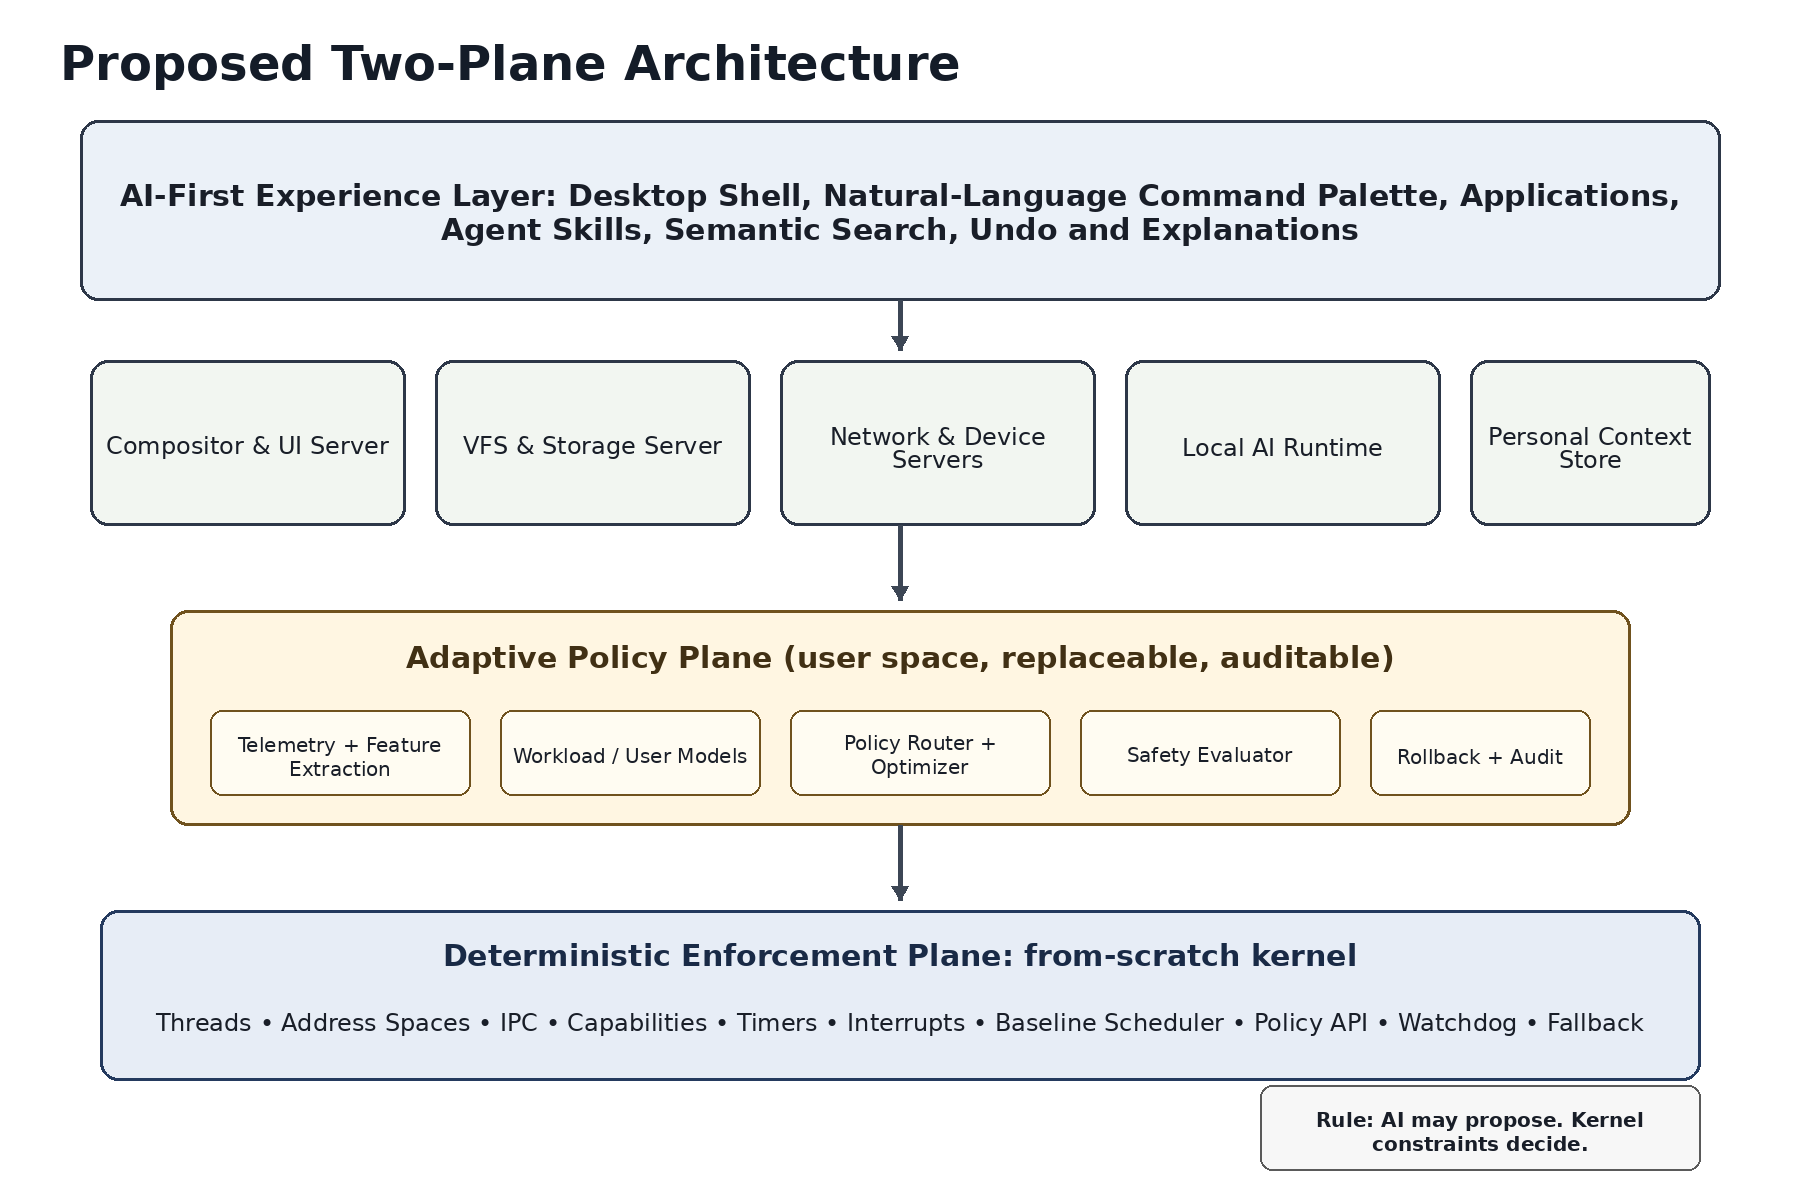 Proposed Two-Plane Architecture
AI-First Experience Layer: Desktop Shell, Natural-Language Command Palette, Applications,
Agent Skills, Semantic Search, Undo and Explanations
Compositor & UI Server
VFS & Storage Server
Network & Device
Servers
Local AI Runtime
Personal Context
Store
Adaptive Policy Plane (user space, replaceable, auditable)
Telemetry + Feature
Extraction
Workload / User Models
Policy Router +
Optimizer
Safety Evaluator
Rollback + Audit
Deterministic Enforcement Plane: from-scratch kernel
Threads • Address Spaces • IPC • Capabilities • Timers • Interrupts • Baseline Scheduler • Policy API • Watchdog • Fallback
Rule: AI may propose. Kernel
constraints decide.